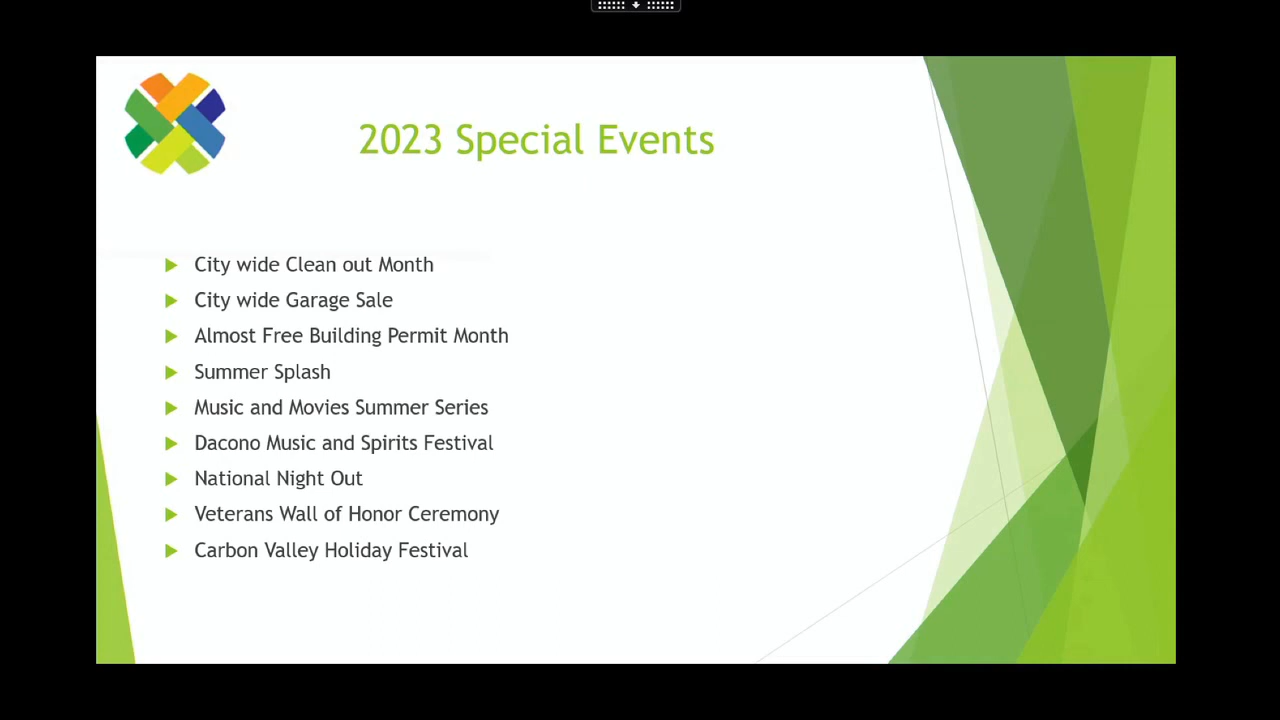 2023 Special Events
City wide Clean out Month
City wide Garage Sale
Almost Free Building Permit Month
Summer Splash
Music and Movies Summer Series
Dacono Music and Spirits Festival
National Night Out
Veterans Wall of Honor Ceremony
Carbon Valley Holiday Festival